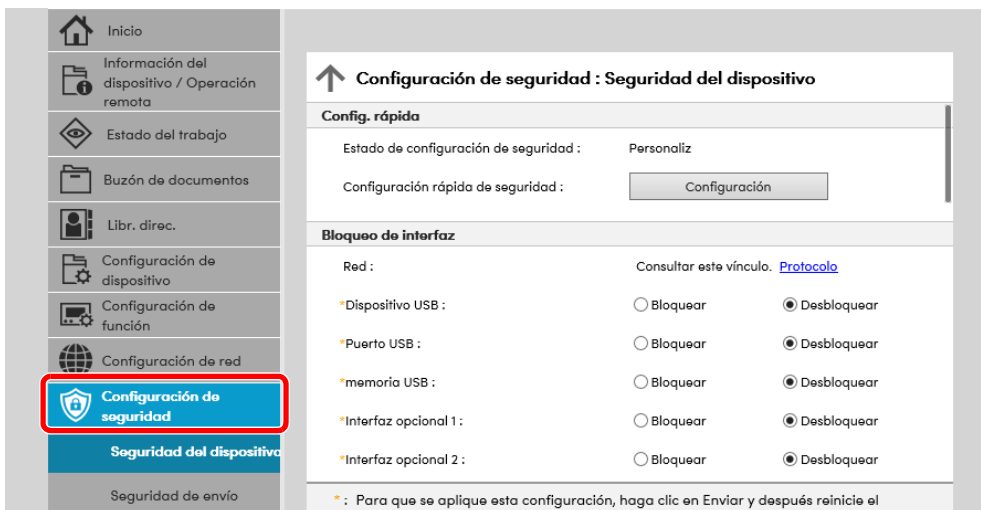 Inicio
Información del
dispositivo / Operación
remota
Estado del trabajo
Buzón de documentos
Libr. direc.
Configuración de
dispositivo
Configuración de
función
Configuración de red
Configuración de
seguridad
Seguridad del dispositivo
Seguridad de envío
Configuración de seguridad : Seguridad del dispositivo
Config. rápida
Estado de configuración de seguridad : Personaliz
Configuración rápida de seguridad : Configuración
Bloqueo de interfaz
Red : Consultar este vínculo. Protocolo
*Dispositivo USB : Bloquear Desbloquear
*Puerto USB : Bloquear Desbloquear
*memoria USB : Bloquear Desbloquear
*Interfaz opcional 1 : Bloquear Desbloquear
*Interfaz opcional 2 : Bloquear Desbloquear
* : Para que se aplique esta configuración, haga clic en Enviar y después reinicie el